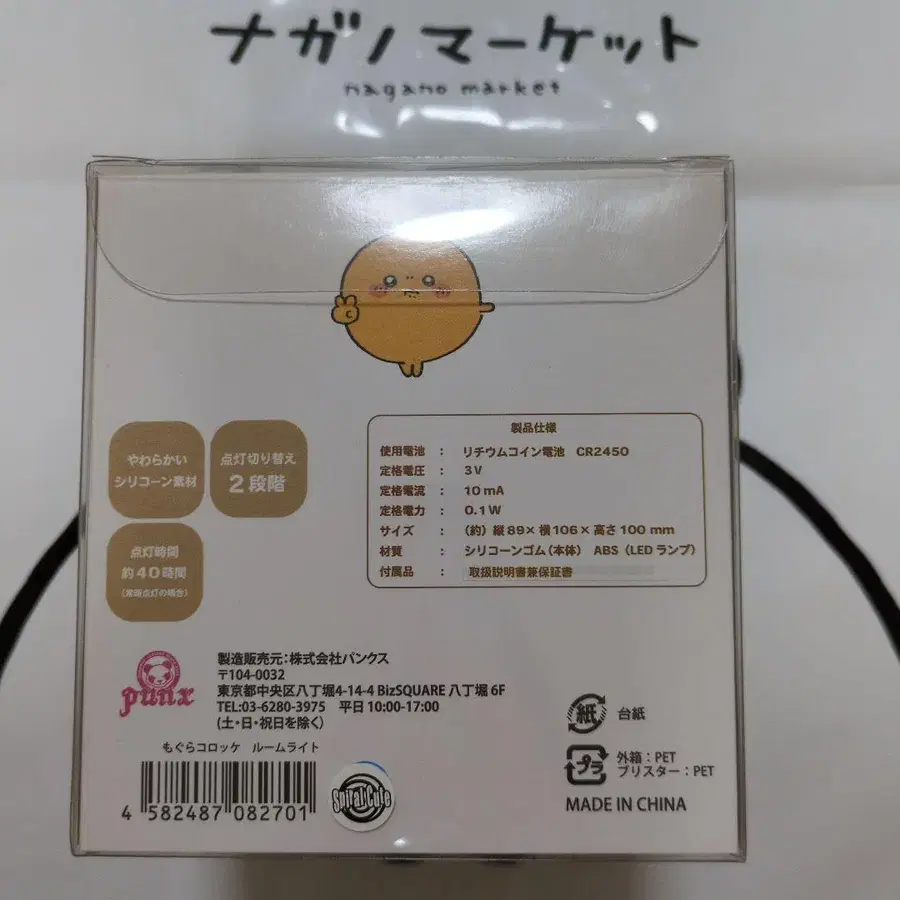 ナガノマーケット
nagano market
やわらかい
シリコーン素材
点灯切り替え
2段階
点灯時間
約40時間
(常時点灯の場合)
製品仕様
使用電池 : リチウムコイン電池 CR2450
定格電圧 : 3V
定格電流 : 10mA
定格電力 : 0.1W
サイズ : (約) 縦89×横106×高さ100mm
材質 : シリコーンゴム(本体) ABS (LEDランプ)
付属品 : 取扱説明書兼保証書
punx
製造販売元:株式会社パンクス
〒104-0032
東京都中央区八丁堀4-14-4 BizSQUARE 八丁堀 6F
TEL:03-6280-3975 平日10:00-17:00
(土・日・祝日を除く)
もぐらコロッケ ルームライト
4 582487 082701
Spiral Cute
紙 台紙
プラ 外箱:PET
ブリスター:PET
MADE IN CHINA